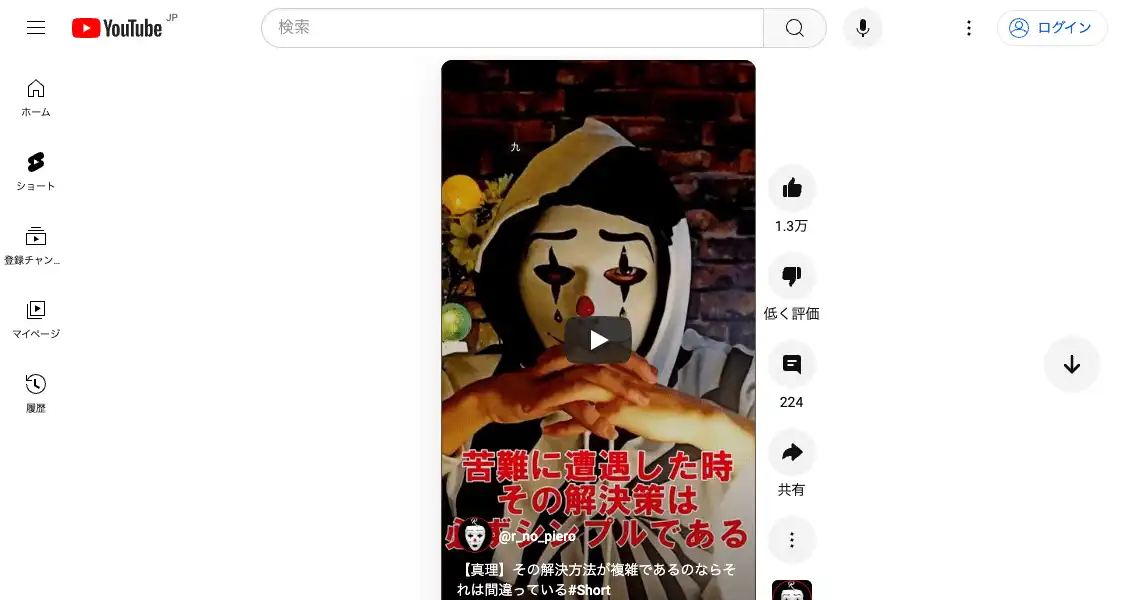 YouTube JP
検索
ログイン
ホーム
ショート
登録チャン...
マイページ
履歴
九
1.3万
低く評価
224
共有
苦難に遭遇した時
その解決策は
必ずシンプルである
@r_no_piero
【真理】その解決方法が複雑であるのならそ
れは間違っている#Short